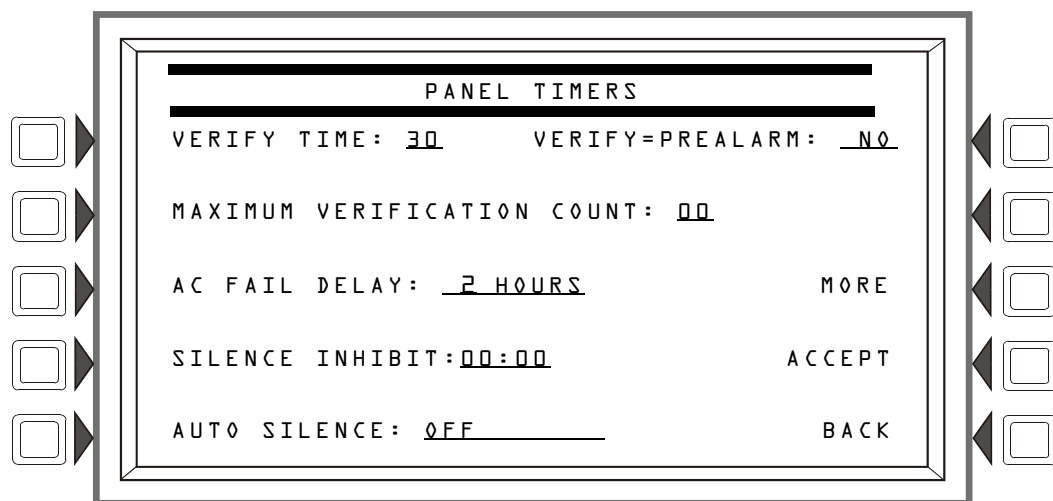 PANEL TIMERS
VERIFY TIME: 30 VERIFY=PREALARM: NO
MAXIMUM VERIFICATION COUNT: 00
AC FAIL DELAY: 2 HOURS MORE
SILENCE INHIBIT:00:00 ACCEPT
AUTO SILENCE: OFF BACK